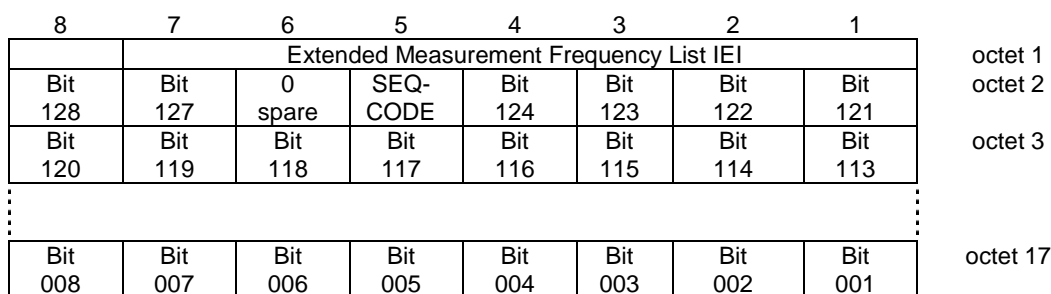 8 7 6 5 4 3 2 1
Extended Measurement Frequency List IEI octet 1
Bit Bit 0 SEQ- Bit Bit Bit Bit octet 2
128 127 spare CODE 124 123 122 121
Bit Bit Bit Bit Bit Bit Bit Bit octet 3
120 119 118 117 116 115 114 113
Bit Bit Bit Bit Bit Bit Bit Bit octet 17
008 007 006 005 004 003 002 001